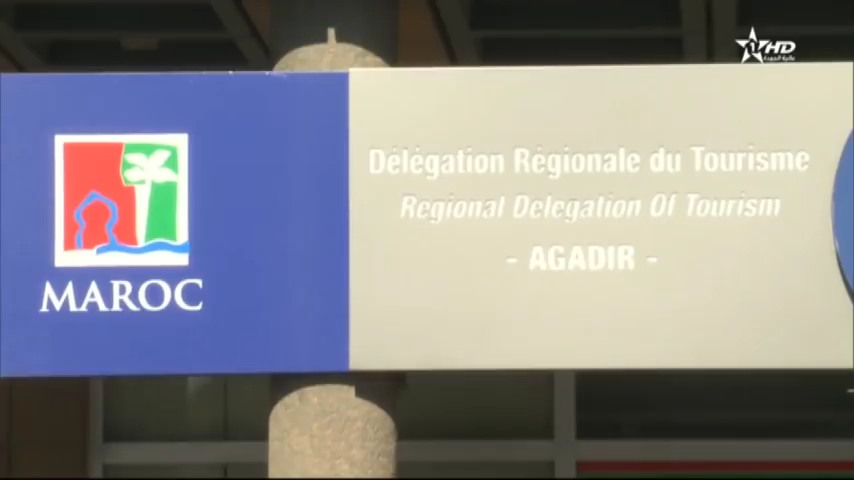 HD
MAROC
Délégation Régionale du Tourisme
Regional Delegation Of Tourism
- AGADIR -